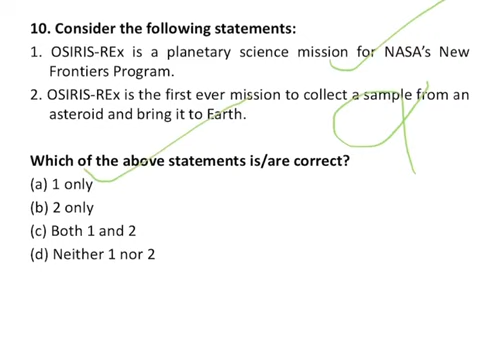 10. Consider the following statements:
1. OSIRIS-REx is a planetary science mission for NASA's New
Frontiers Program.
2. OSIRIS-REx is the first ever mission to collect a sample from an
asteroid and bring it to Earth.
Which of the above statements is/are correct?
(a) 1 only
(b) 2 only
(c) Both 1 and 2
(d) Neither 1 nor 2